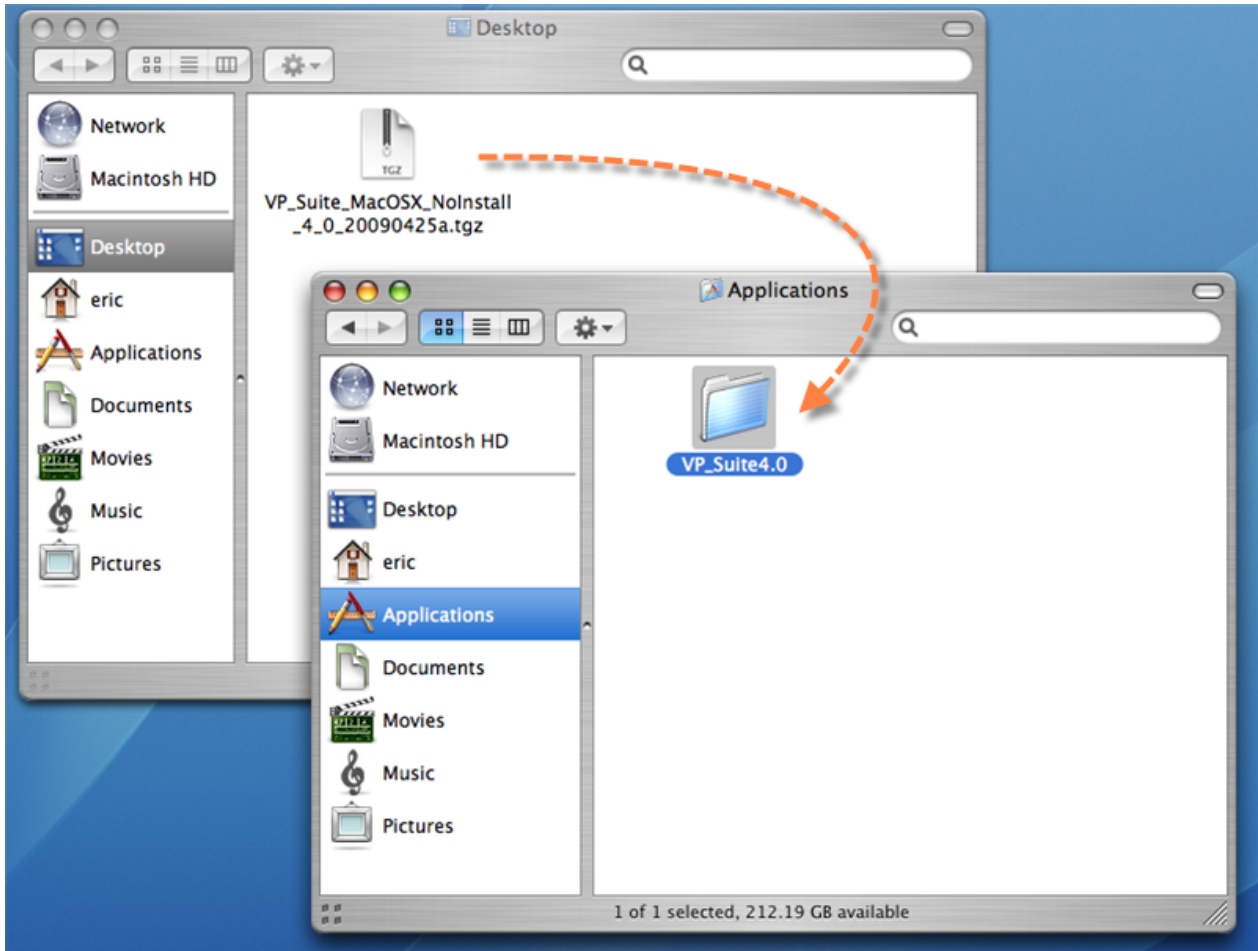 Desktop
Network
Macintosh HD
Desktop
eric
Applications
Documents
Movies
Music
Pictures
TGZ
VP_Suite_MacOSX_NoInstall
_4_0_20090425a.tgz
Applications
Network
Macintosh HD
Desktop
eric
Applications
Documents
Movies
Music
Pictures
VP_Suite4.0
1 of 1 selected, 212.19 GB available